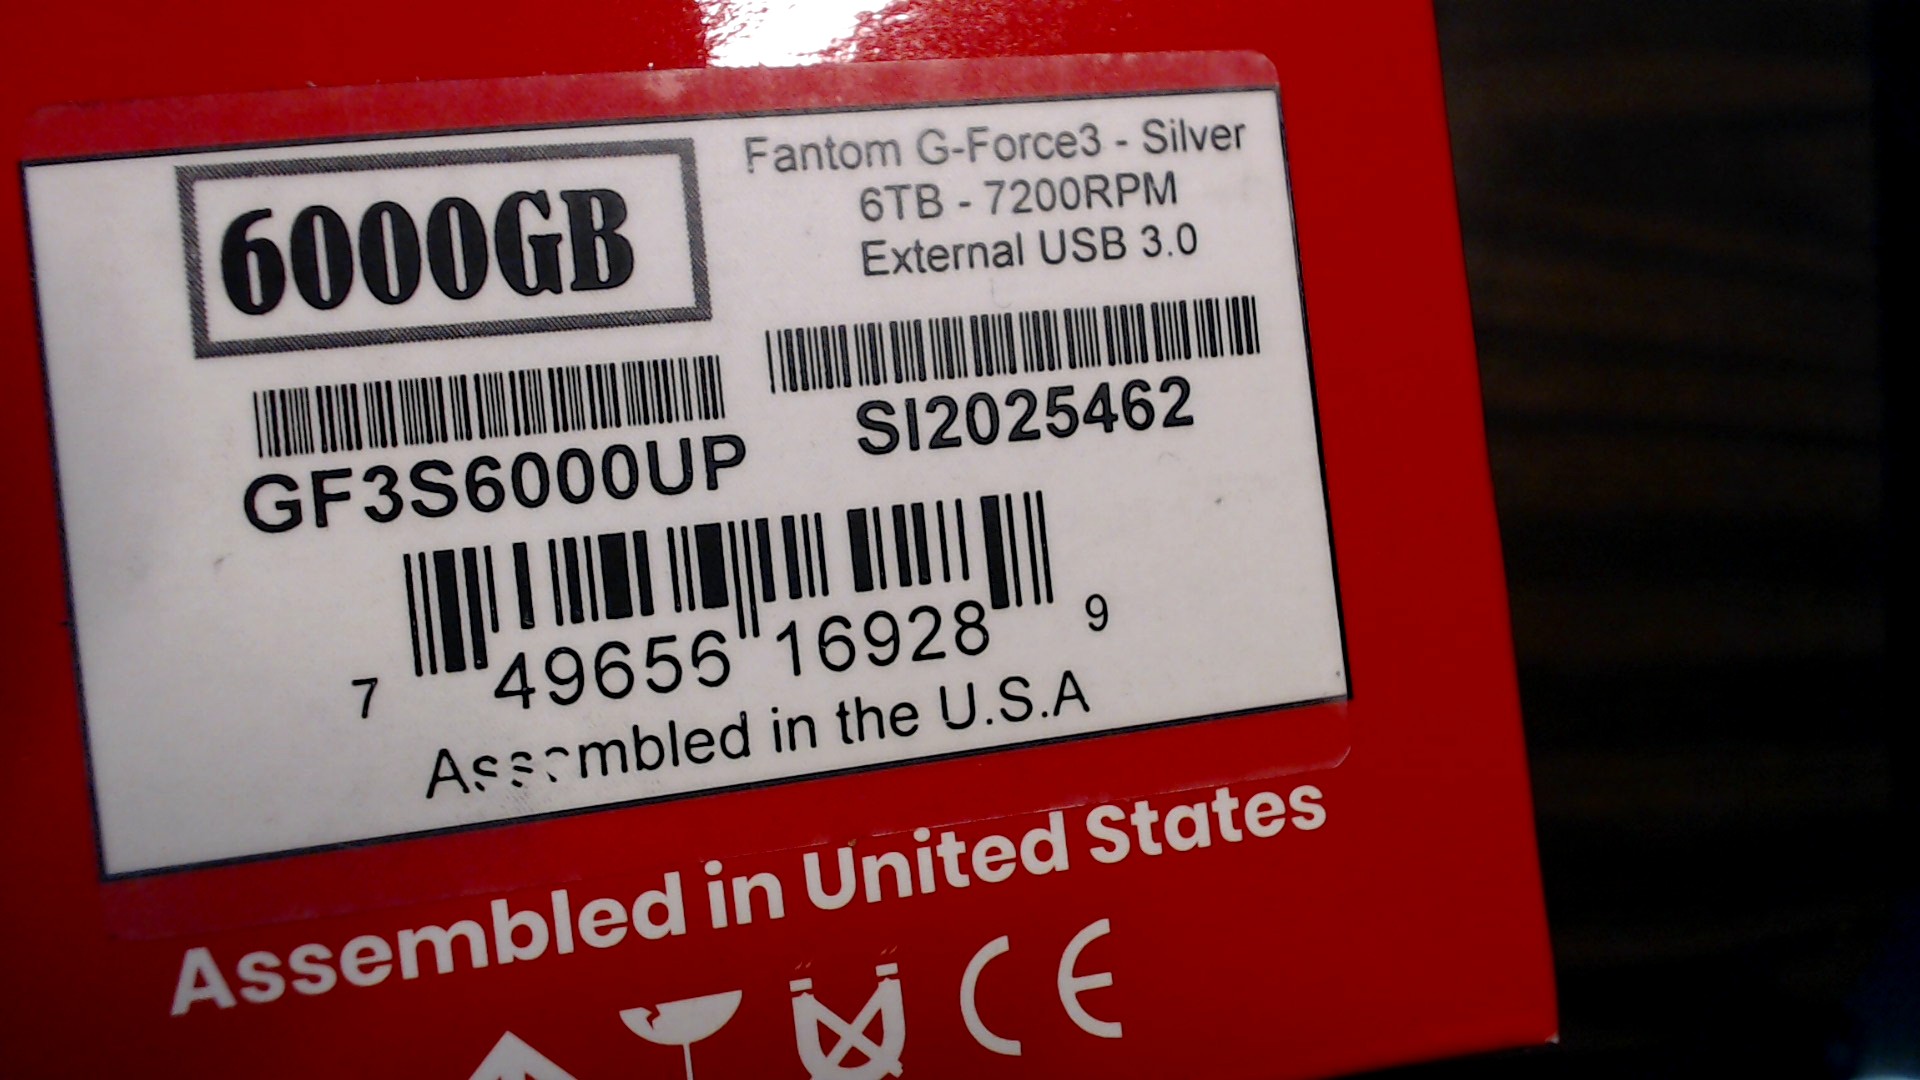 6000GB
Fantom G-Force3 - Silver
6TB - 7200RPM
External USB 3.0
GF3S6000UP
SI2025462
7 49656 16928 9
Assembled in the U.S.A
Assembled in United States
CE